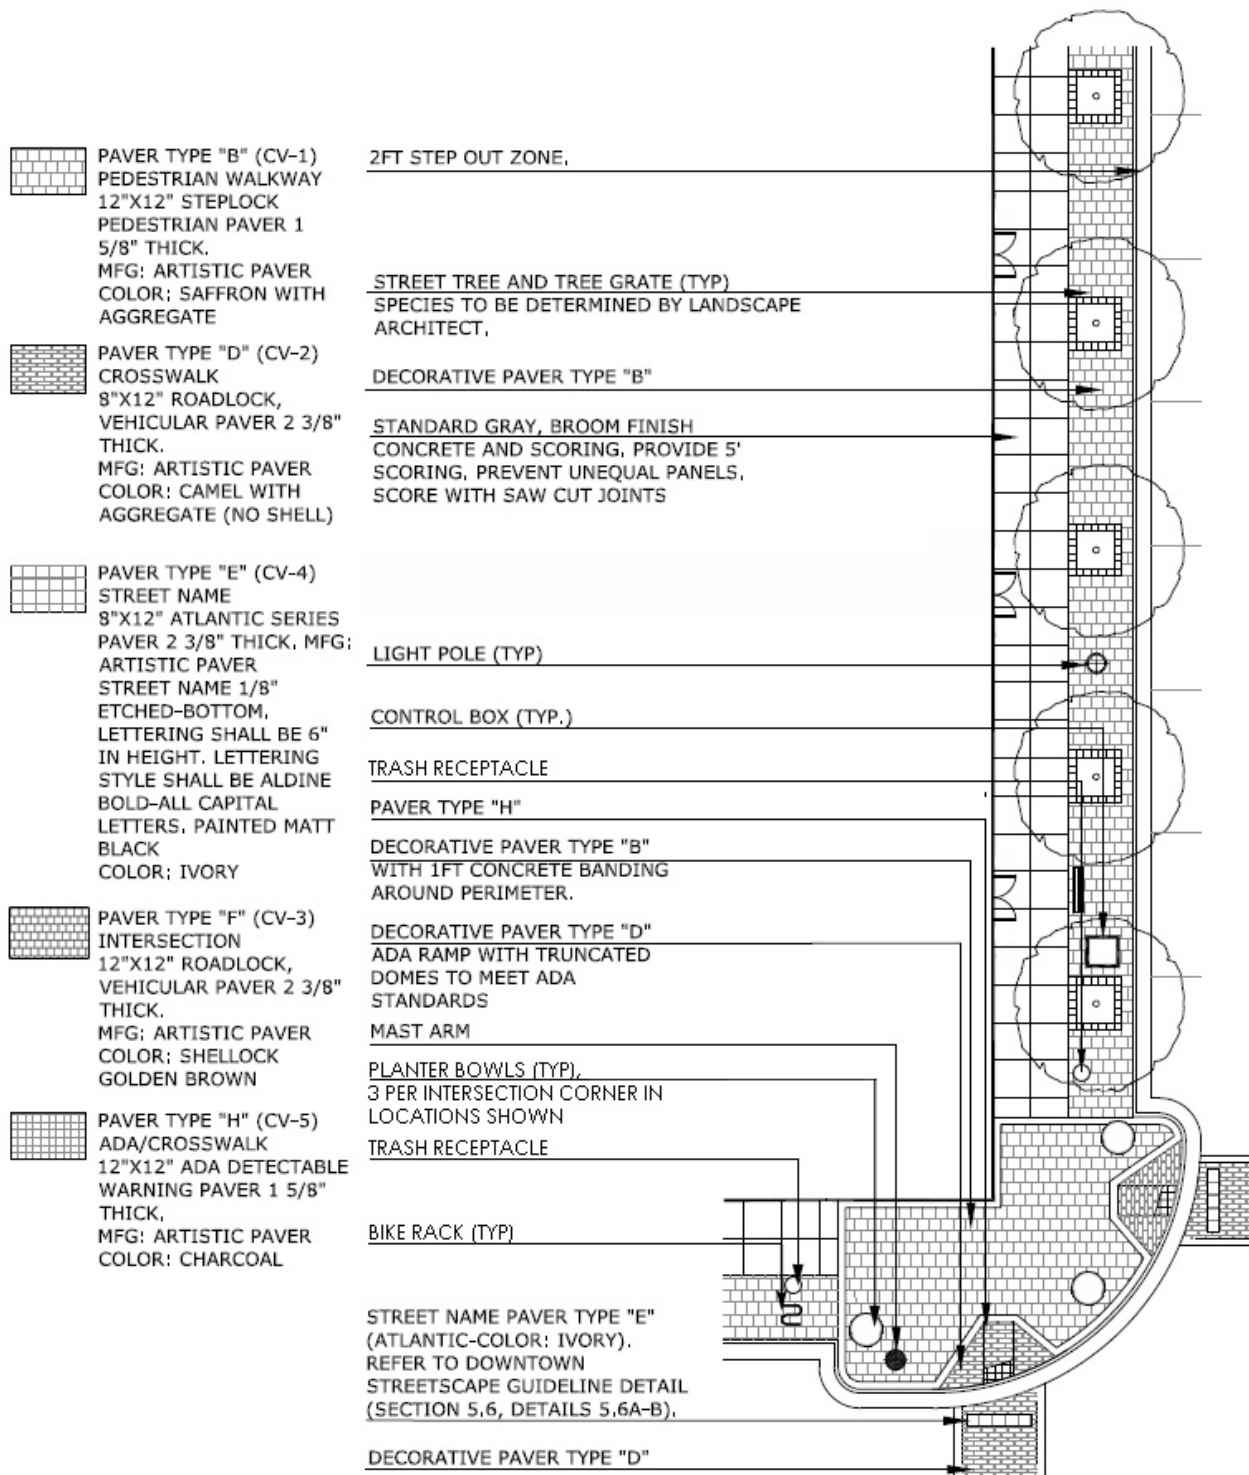 PAVER TYPE "B" (CV-1)
PEDESTRIAN WALKWAY
12"X12" STEPLOCK
PEDESTRIAN PAVER 1
5/8" THICK.
MFG: ARTISTIC PAVER
COLOR: SAFFRON WITH
AGGREGATE
PAVER TYPE "D" (CV-2)
CROSSWALK
8"X12" ROADLOCK,
VEHICULAR PAVER 2 3/8"
THICK.
MFG: ARTISTIC PAVER
COLOR: CAMEL WITH
AGGREGATE (NO SHELL)
PAVER TYPE "E" (CV-4)
STREET NAME
8"X12" ATLANTIC SERIES
PAVER 2 3/8" THICK. MFG:
ARTISTIC PAVER
STREET NAME 1/8"
ETCHED-BOTTOM.
LETTERING SHALL BE 6"
IN HEIGHT. LETTERING
STYLE SHALL BE ALDINE
BOLD-ALL CAPITAL
LETTERS. PAINTED MATT
BLACK
COLOR: IVORY
PAVER TYPE "F" (CV-3)
INTERSECTION
12"X12" ROADLOCK,
VEHICULAR PAVER 2 3/8"
THICK.
MFG: ARTISTIC PAVER
COLOR: SHELLOCK
GOLDEN BROWN
PAVER TYPE "H" (CV-5)
ADA/CROSSWALK
12"X12" ADA DETECTABLE
WARNING PAVER 1 5/8"
THICK.
MFG: ARTISTIC PAVER
COLOR: CHARCOAL
2FT STEP OUT ZONE.
STREET TREE AND TREE GRATE (TYP)
SPECIES TO BE DETERMINED BY LANDSCAPE
ARCHITECT.
DECORATIVE PAVER TYPE "B"
STANDARD GRAY, BROOM FINISH
CONCRETE AND SCORING. PROVIDE 5'
SCORING, PREVENT UNEQUAL PANELS.
SCORE WITH SAW CUT JOINTS
LIGHT POLE (TYP)
CONTROL BOX (TYP.)
TRASH RECEPTACLE
PAVER TYPE "H"
DECORATIVE PAVER TYPE "B"
WITH 1FT CONCRETE BANDING
AROUND PERIMETER.
DECORATIVE PAVER TYPE "D"
ADA RAMP WITH TRUNCATED
DOMES TO MEET ADA
STANDARDS
MAST ARM
PLANTER BOWLS (TYP),
3 PER INTERSECTION CORNER IN
LOCATIONS SHOWN
TRASH RECEPTACLE
BIKE RACK (TYP)
STREET NAME PAVER TYPE "E"
(ATLANTIC-COLOR: IVORY).
REFER TO DOWNTOWN
STREETSCAPE GUIDELINE DETAIL
(SECTION 5.6, DETAILS 5.6A-B).
DECORATIVE PAVER TYPE "D"